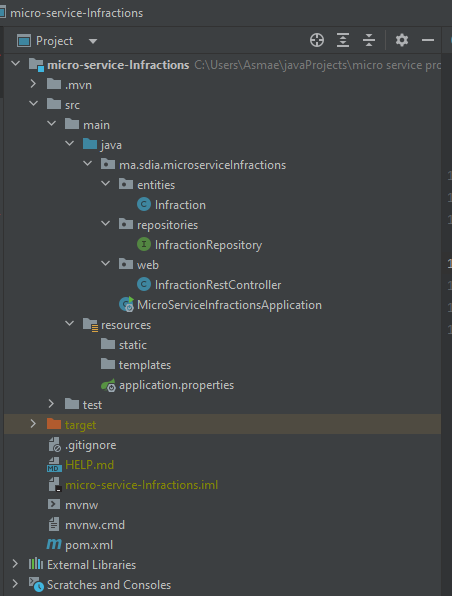 micro-service-Infractions
Project
micro-service-Infractions C:\Users\Asmae\javaProjects\micro service pro
.mvn
src
main
java
ma.sdia.microserviceInfractions
entities
C Infraction
repositories
I InfractionRepository
web
C InfractionRestController
MicroServiceInfractionsApplication
resources
static
templates
application.properties
test
target
.gitignore
MD HELP.md
micro-service-Infractions.iml
mvnw
mvnw.cmd
m pom.xml
External Libraries
Scratches and Consoles